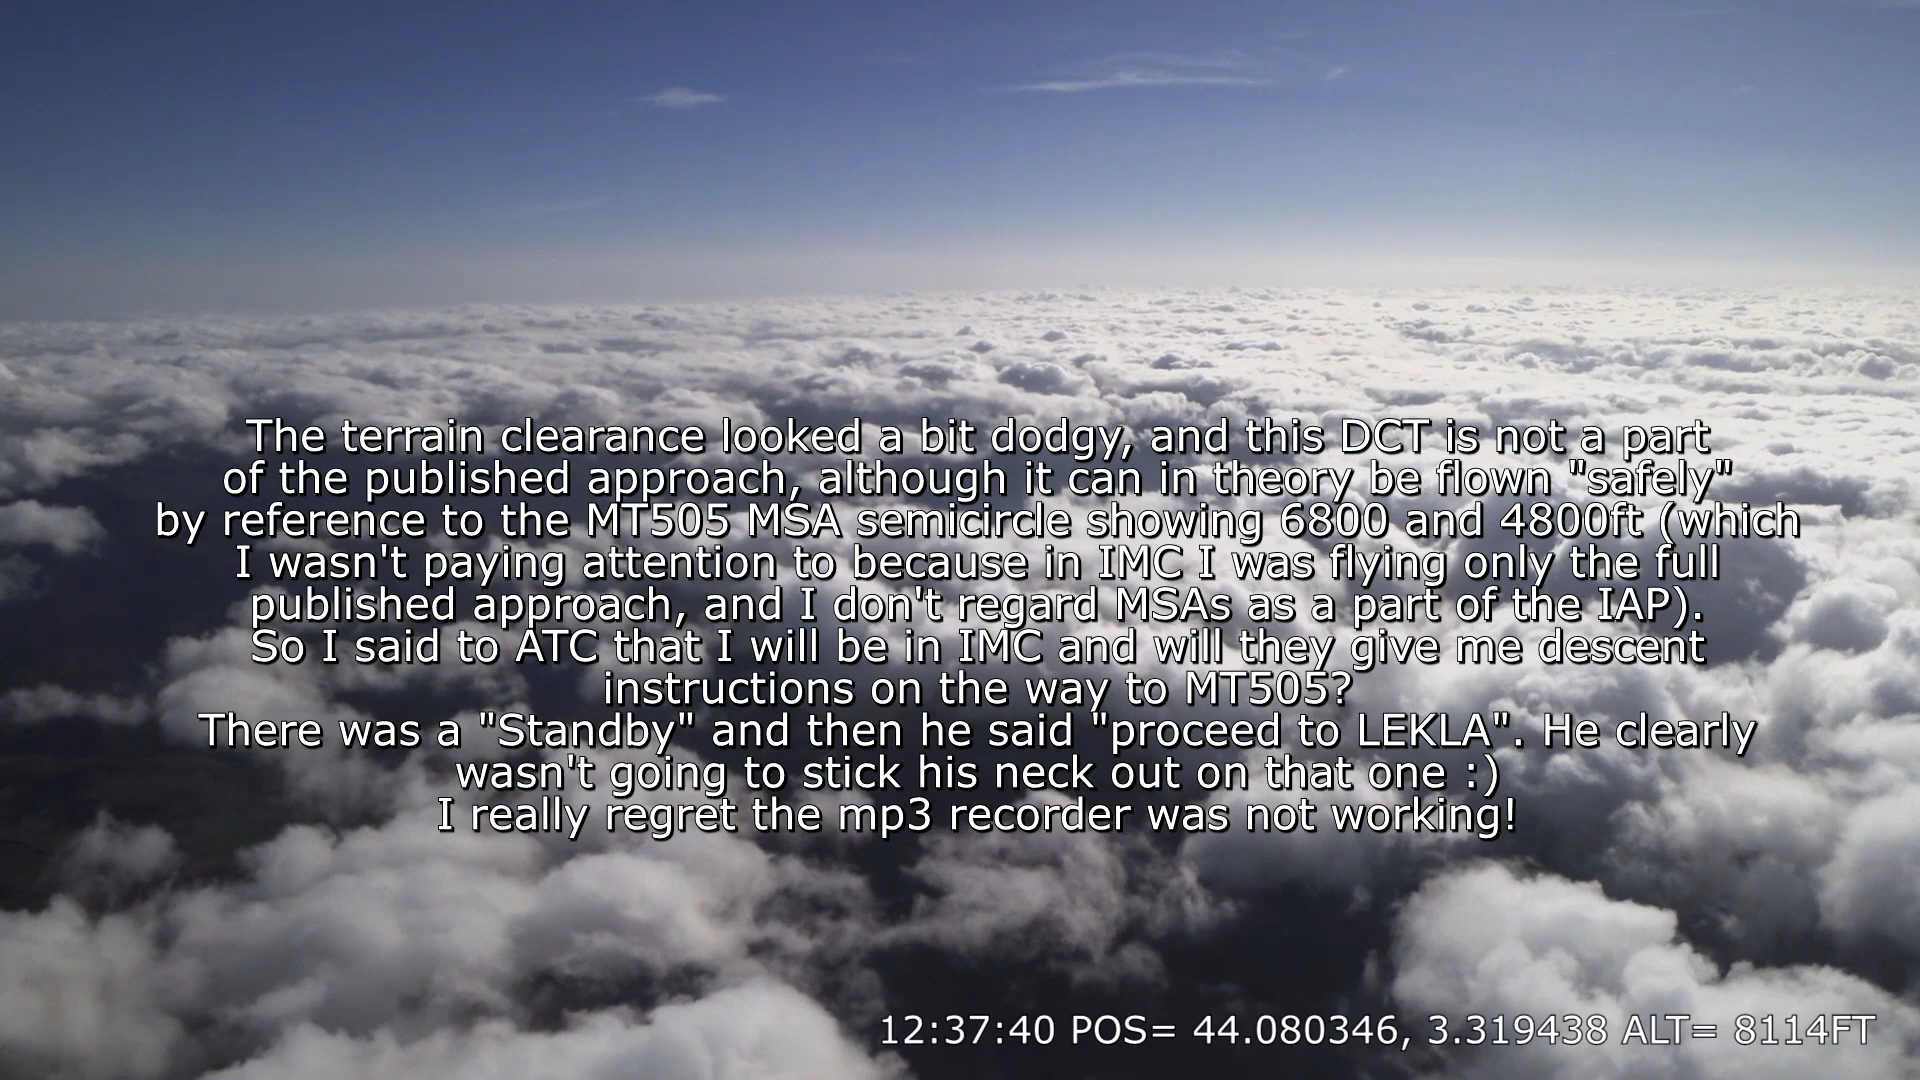 The terrain clearance looked a bit dodgy, and this DCT is not a part
of the published approach, although it can in theory be flown "safely"
by reference to the MT505 MSA semicircle showing 6800 and 4800ft (which
I wasn't paying attention to because in IMC I was flying only the full
published approach, and I don't regard MSAs as a part of the IAP).
So I said to ATC that I will be in IMC and will they give me descent
instructions on the way to MT505?
There was a "Standby" and then he said "proceed to LEKLA". He clearly
wasn't going to stick his neck out on that one :)
I really regret the mp3 recorder was not working!
12:37:40 POS= 44.080346, 3.319438 ALT= 8114FT